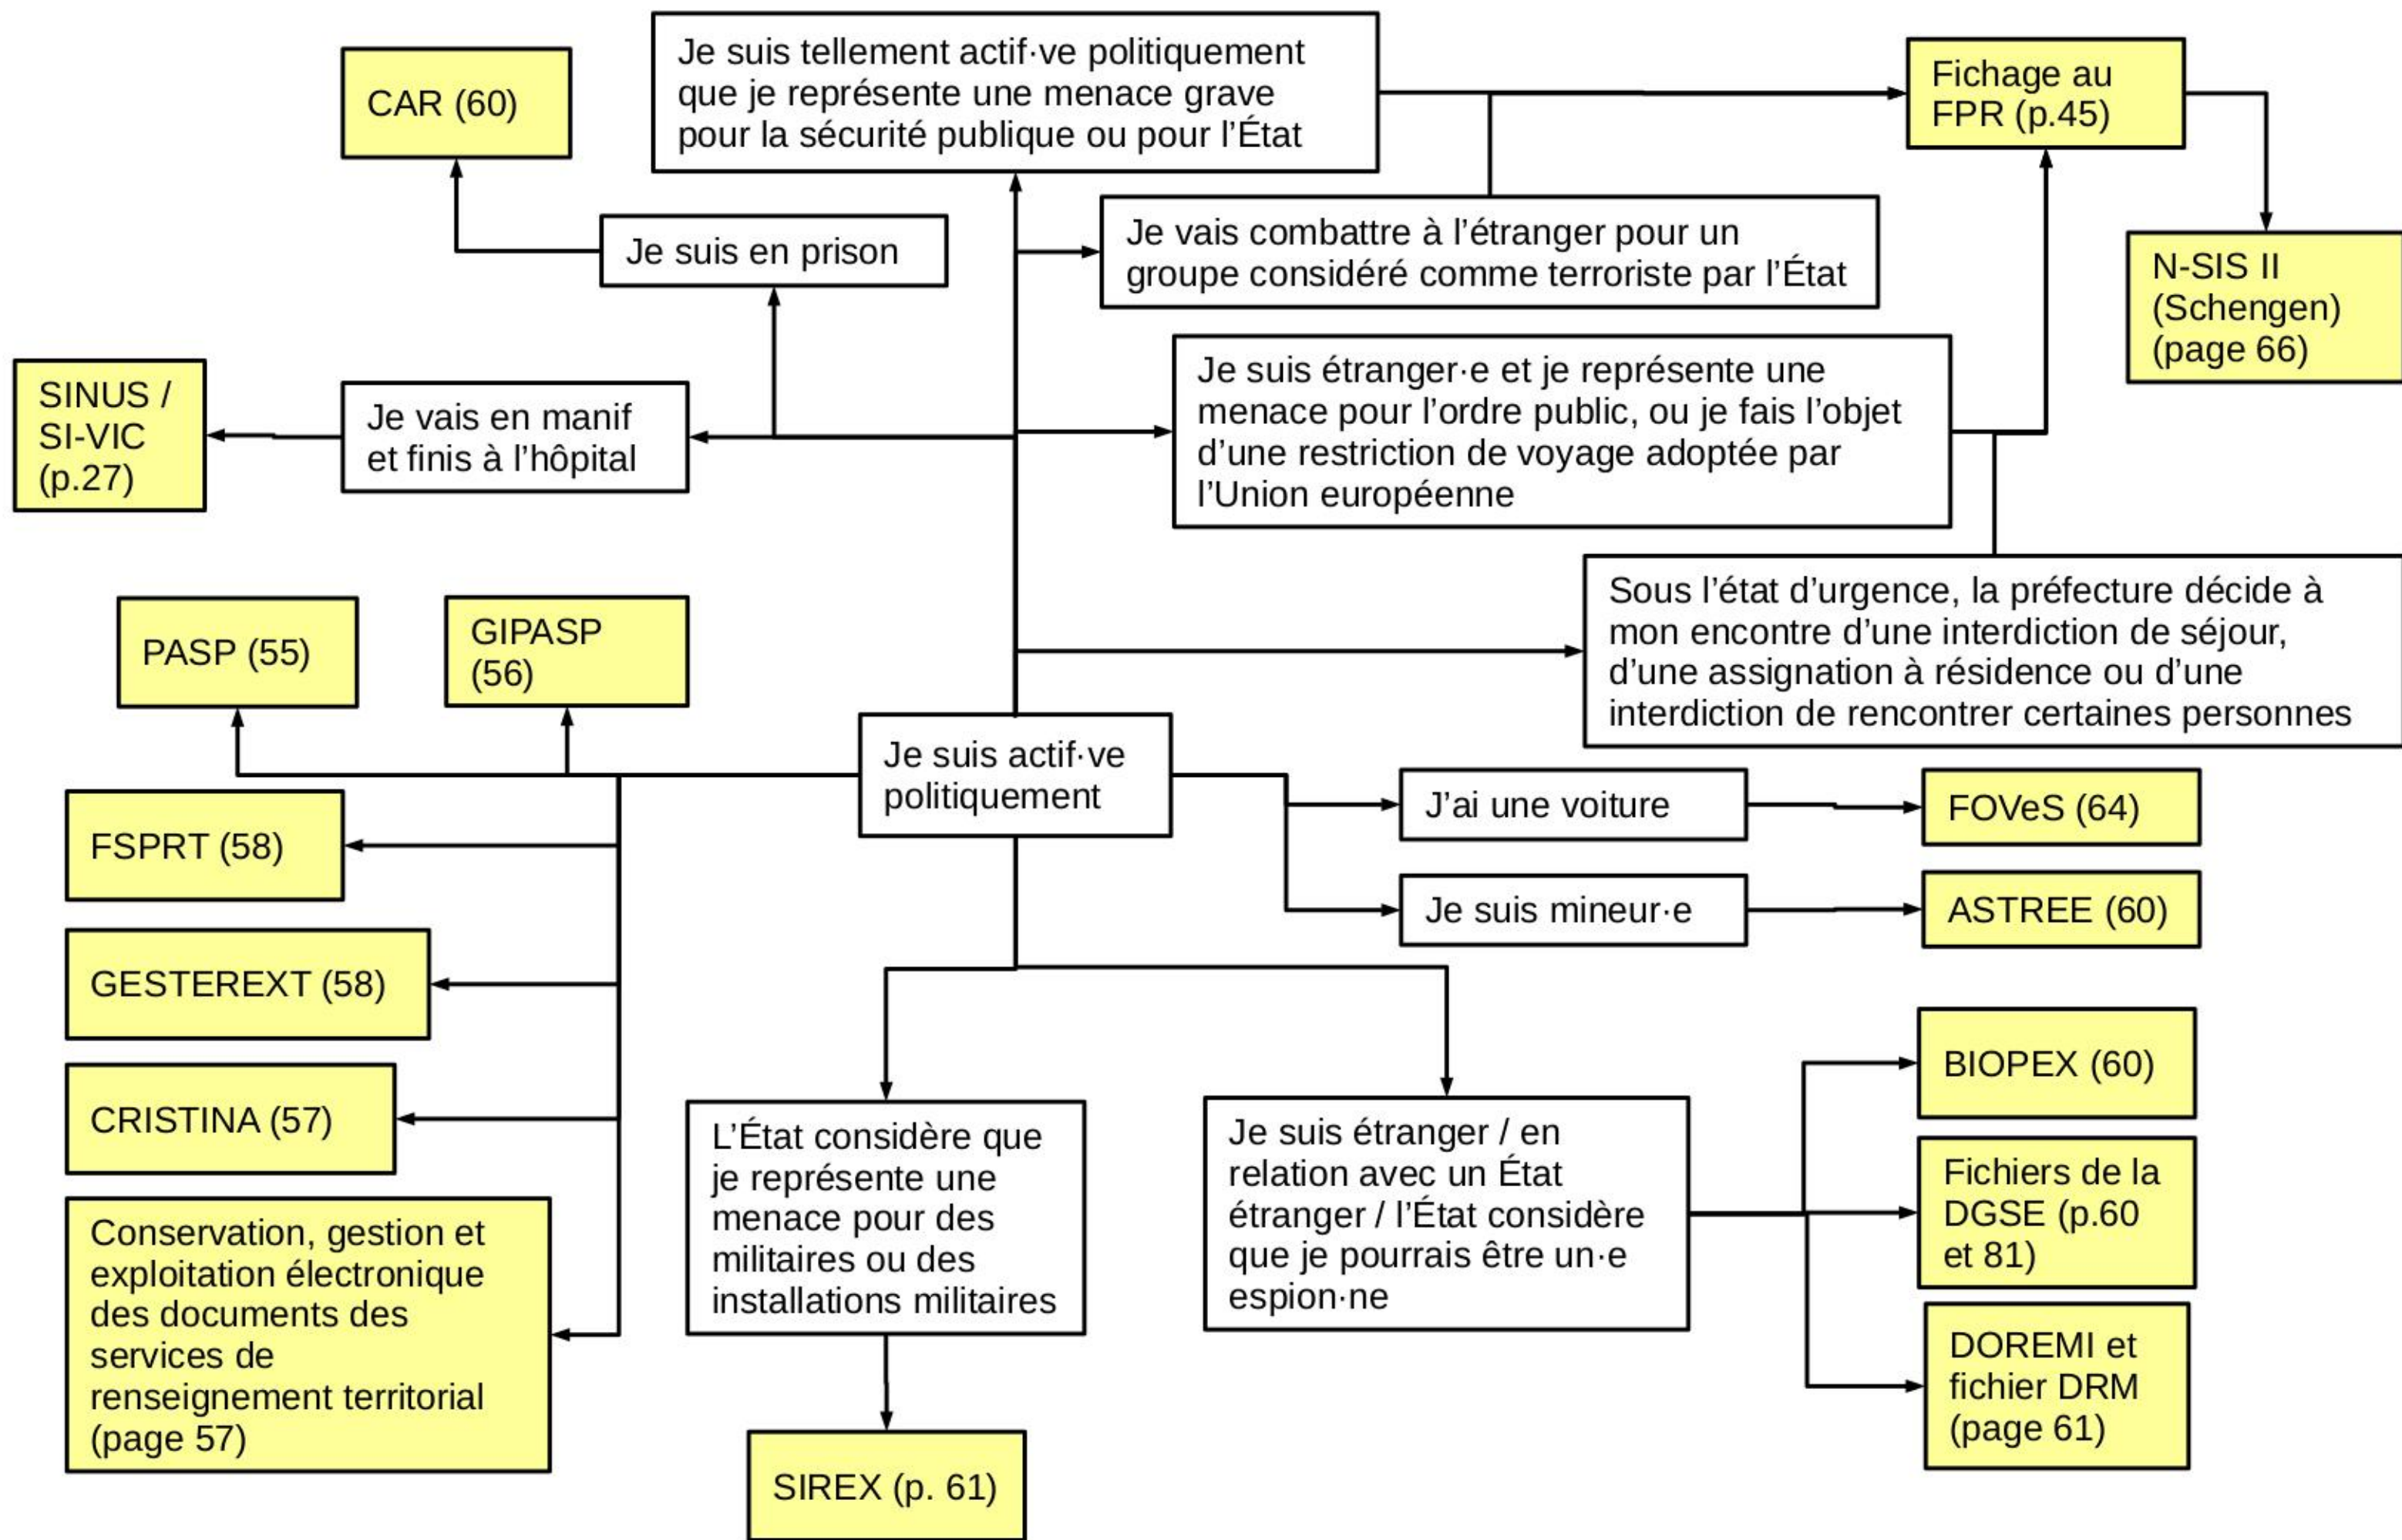 Je suis tellement actif·ve politiquement
que je représente une menace grave
pour la sécurité publique ou pour l’État
Fichage au
FPR (p.45)
CAR (60)
Je suis en prison
Je vais combattre à l’étranger pour un
groupe considéré comme terroriste par l’État
N-SIS II
(Schengen)
(page 66)
SINUS /
SI-VIC
(p.27)
Je vais en manif
et finis à l’hôpital
Je suis étranger·e et je représente une
menace pour l’ordre public, ou je fais l’objet
d’une restriction de voyage adoptée par
l’Union européenne
Sous l’état d’urgence, la préfecture décide à
mon encontre d’une interdiction de séjour,
d’une assignation à résidence ou d’une
interdiction de rencontrer certaines personnes
PASP (55)
GIPASP
(56)
Je suis actif·ve
politiquement
J’ai une voiture
FOVeS (64)
FSPRT (58)
Je suis mineur·e
ASTREE (60)
GESTEREXT (58)
CRISTINA (57)
Conservation, gestion et
exploitation électronique
des documents des
services de
renseignement territorial
(page 57)
L’État considère que
je représente une
menace pour des
militaires ou des
installations militaires
SIREX (p. 61)
Je suis étranger / en
relation avec un État
étranger / l’État considère
que je pourrais être un·e
espion·ne
BIOPEX (60)
Fichiers de la
DGSE (p.60
et 81)
DOREMI et
fichier DRM
(page 61)